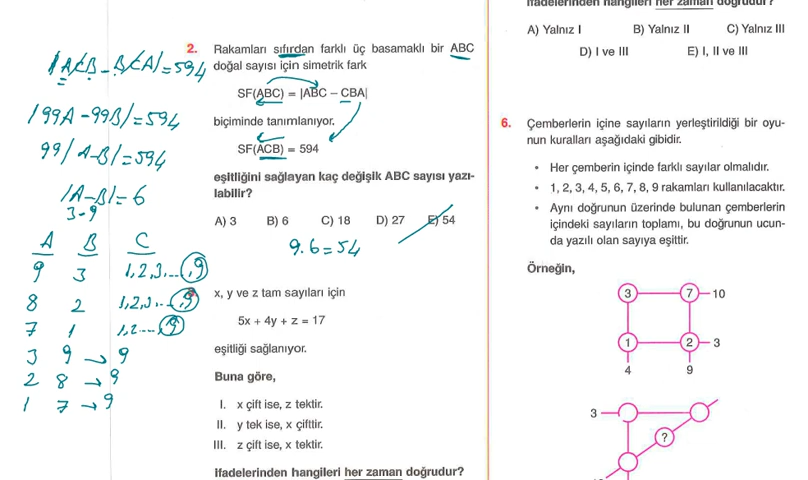 |ACB - BCA| = 594
|99A - 99B| = 594
99|A-B| = 594
|A-B| = 6
3-9
A B C
9 3 1,2,3,...,9
8 2 1,2,3...,9
7 1 1,2....,9
3 9 → 9
2 8 → 9
1 7 → 9
2. Rakamları sıfırdan farklı üç basamaklı bir ABC
doğal sayısı için simetrik fark
SF(ABC) = |ABC – CBA|
biçiminde tanımlanıyor.
SF(ACB) = 594
eşitliğini sağlayan kaç değişik ABC sayısı yazı-
labilir?
A) 3 B) 6 C) 18 D) 27 E) 54
9.6=54
x, y ve z tam sayıları için
5x + 4y + z = 17
eşitliği sağlanıyor.
Buna göre,
I. x çift ise, z tektir.
II. y tek ise, x çifttir.
III. z çift ise, x tektir.
ifadelerinden hangileri her zaman doğrudur?
ifadelerinden hangileri her zaman doğrudur?
A) Yalnız I B) Yalnız II C) Yalnız III
D) I ve III E) I, II ve III
6. Çemberlerin içine sayıların yerleştirildiği bir oyu-
nun kuralları aşağıdaki gibidir.
• Her çemberin içinde farklı sayılar olmalıdır.
• 1, 2, 3, 4, 5, 6, 7, 8, 9 rakamları kullanılacaktır.
• Aynı doğrunun üzerinde bulunan çemberlerin
içindeki sayıların toplamı, bu doğrunun ucun-
da yazılı olan sayıya eşittir.
Örneğin,
3 7 10
1 2 3
4 9
3
?